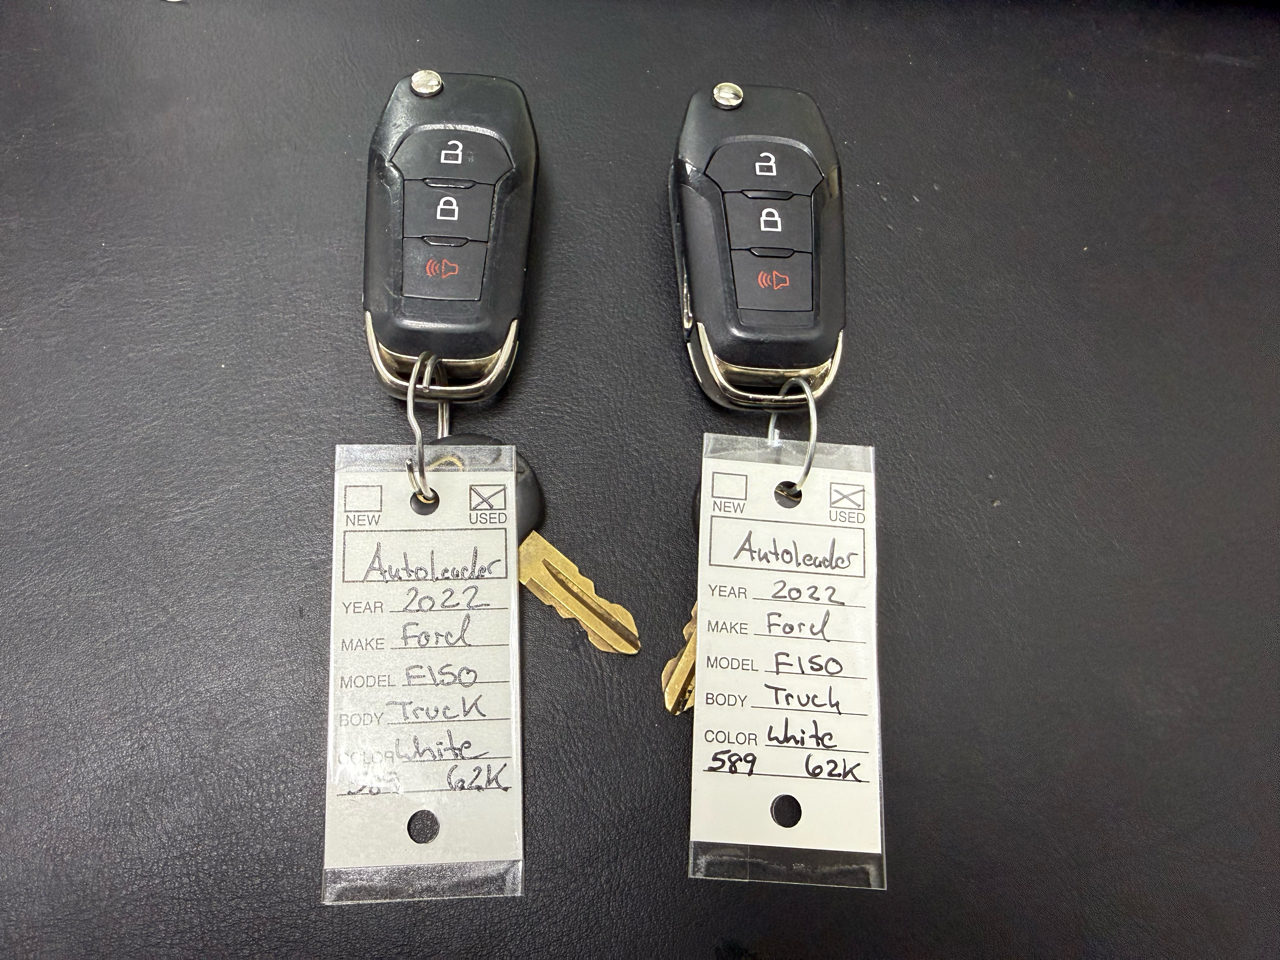 NEW
USED
Autoleader
YEAR 2022
MAKE Ford
MODEL F150
BODY Truck
COLOR White
589 62K
NEW
USED
Autoleader
YEAR 2022
MAKE Ford
MODEL F150
BODY Truck
COLOR White
589 62K